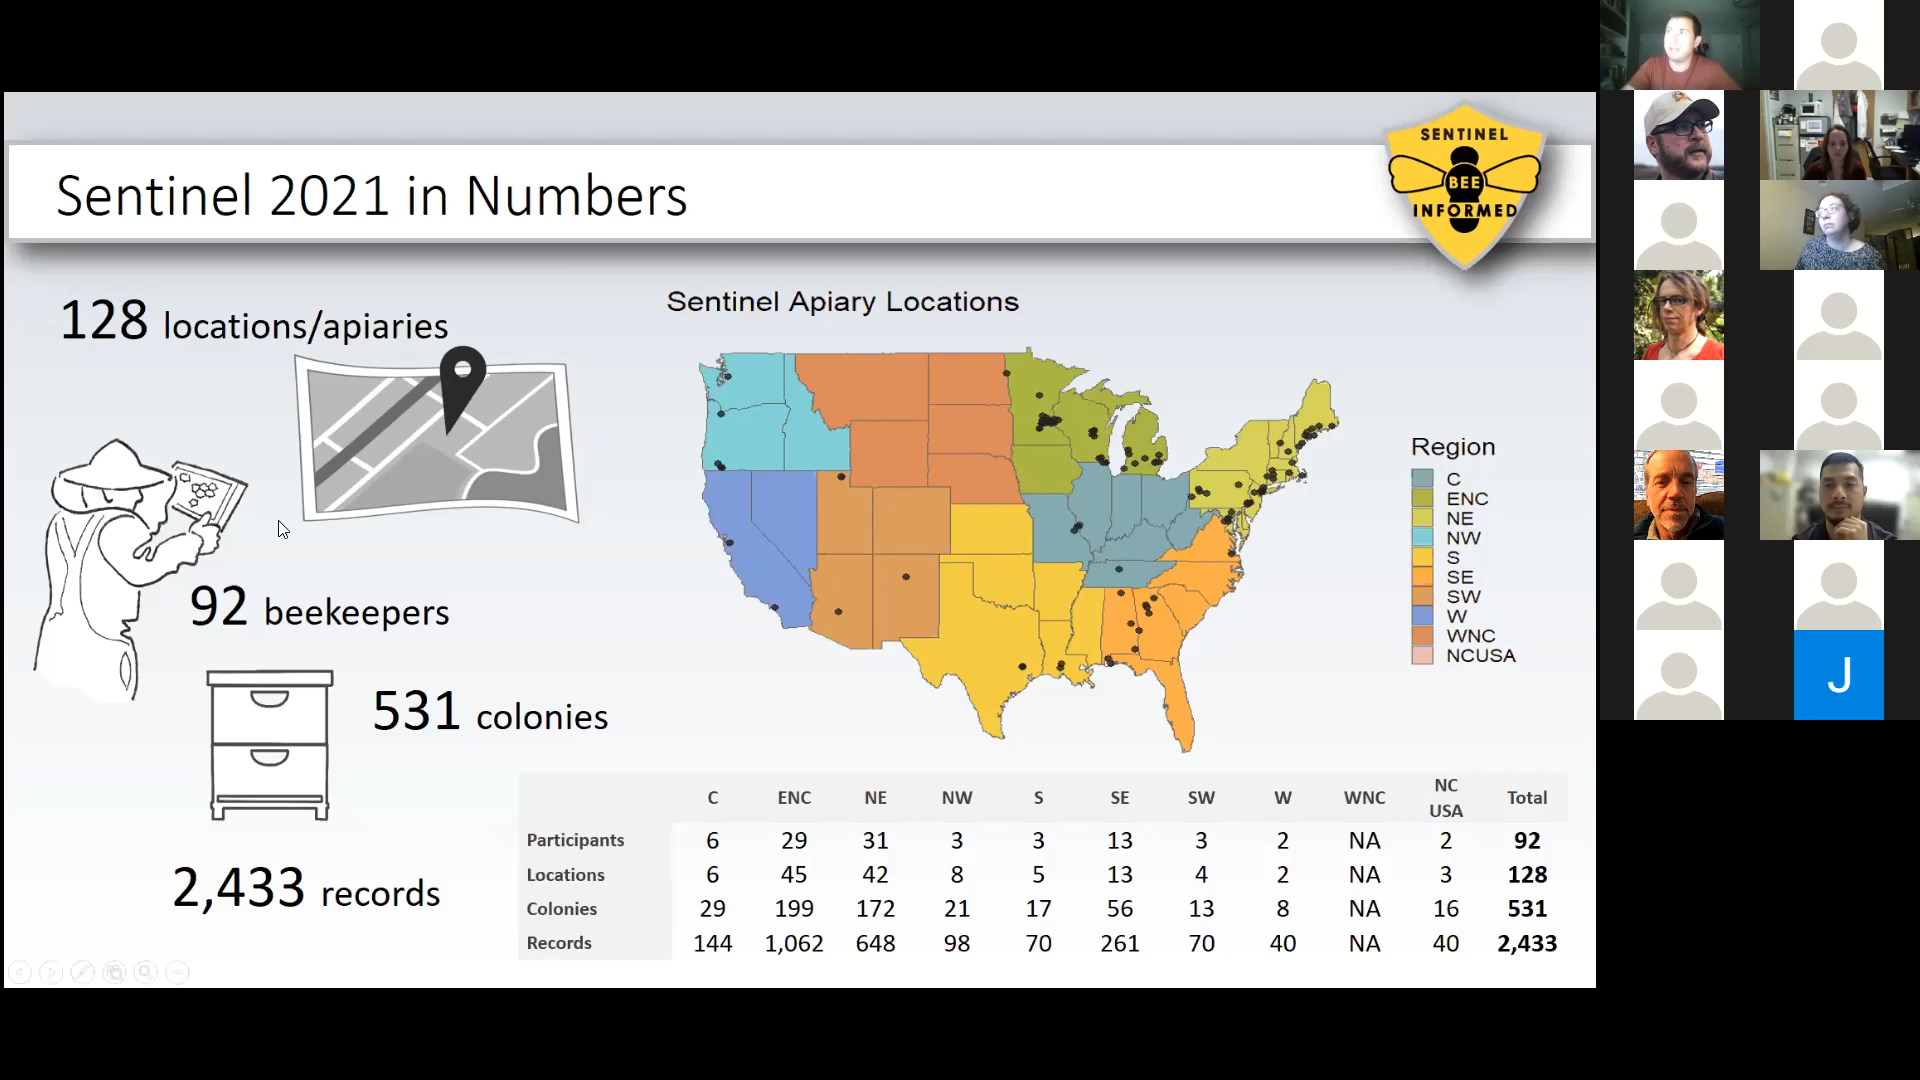 Sentinel 2021 in Numbers
SENTINEL
BEE
INFORMED
128 locations/apiaries
92 beekeepers
531 colonies
2,433 records
Sentinel Apiary Locations
Region
C
ENC
NE
NW
S
SE
SW
W
WNC
NCUSA
C ENC NE NW S SE SW W WNC NC USA Total
Participants 6 29 31 3 3 13 3 2 NA 2 92
Locations 6 45 42 8 5 13 4 2 NA 3 128
Colonies 29 199 172 21 17 56 13 8 NA 16 531
Records 144 1,062 648 98 70 261 70 40 NA 40 2,433
J